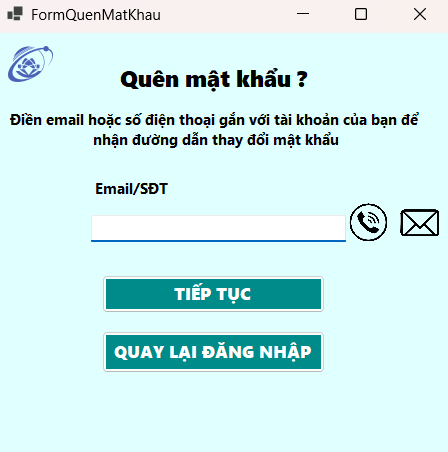 FormQuenMatKhau
Quên mật khẩu ?
Điền email hoặc số điện thoại gắn với tài khoản của bạn để
nhận đường dẫn thay đổi mật khẩu
Email/SĐT
TIẾP TỤC
QUAY LẠI ĐĂNG NHẬP